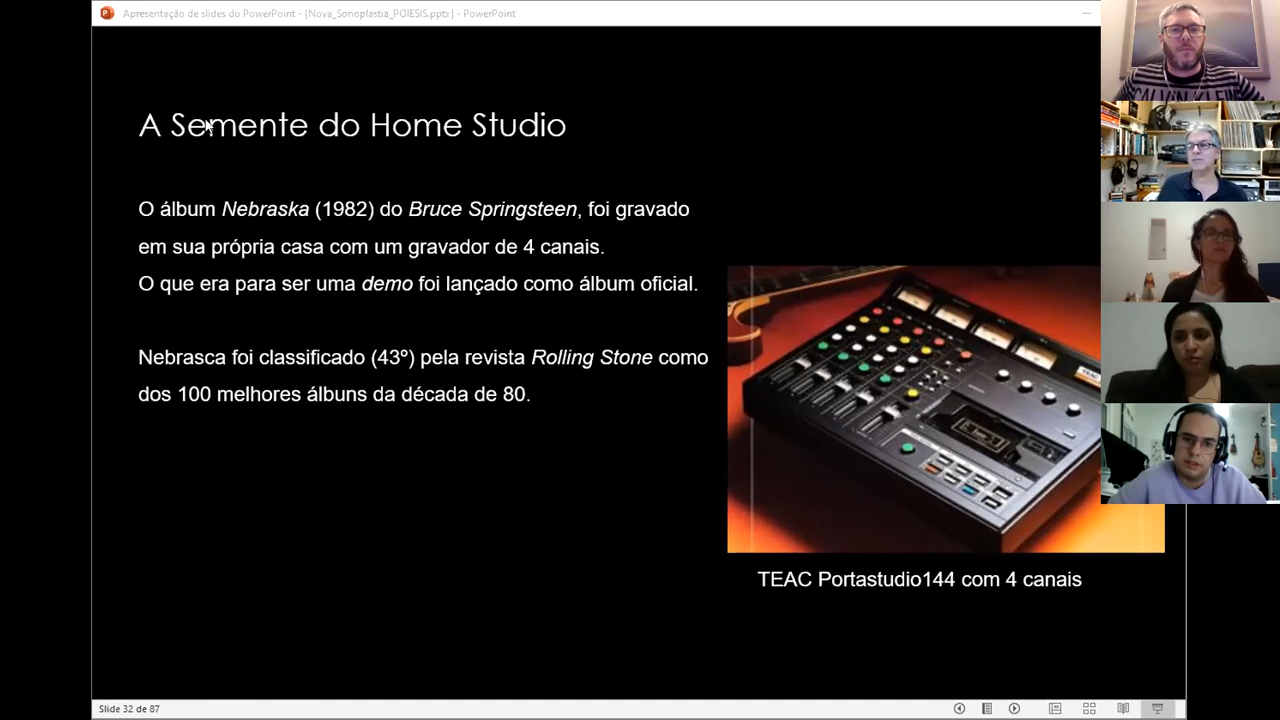 Apresentação de slides do PowerPoint - [Nova_Sonoplastia_POIESIS.pptx] - PowerPoint
A Semente do Home Studio
O álbum Nebraska (1982) do Bruce Springsteen, foi gravado
em sua própria casa com um gravador de 4 canais.
O que era para ser uma demo foi lançado como álbum oficial.
Nebrasca foi classificado (43º) pela revista Rolling Stone como
dos 100 melhores álbuns da década de 80.
TEAC
TEAC Portastudio144 com 4 canais
CALVIN KLEIN
Slide 32 de 87